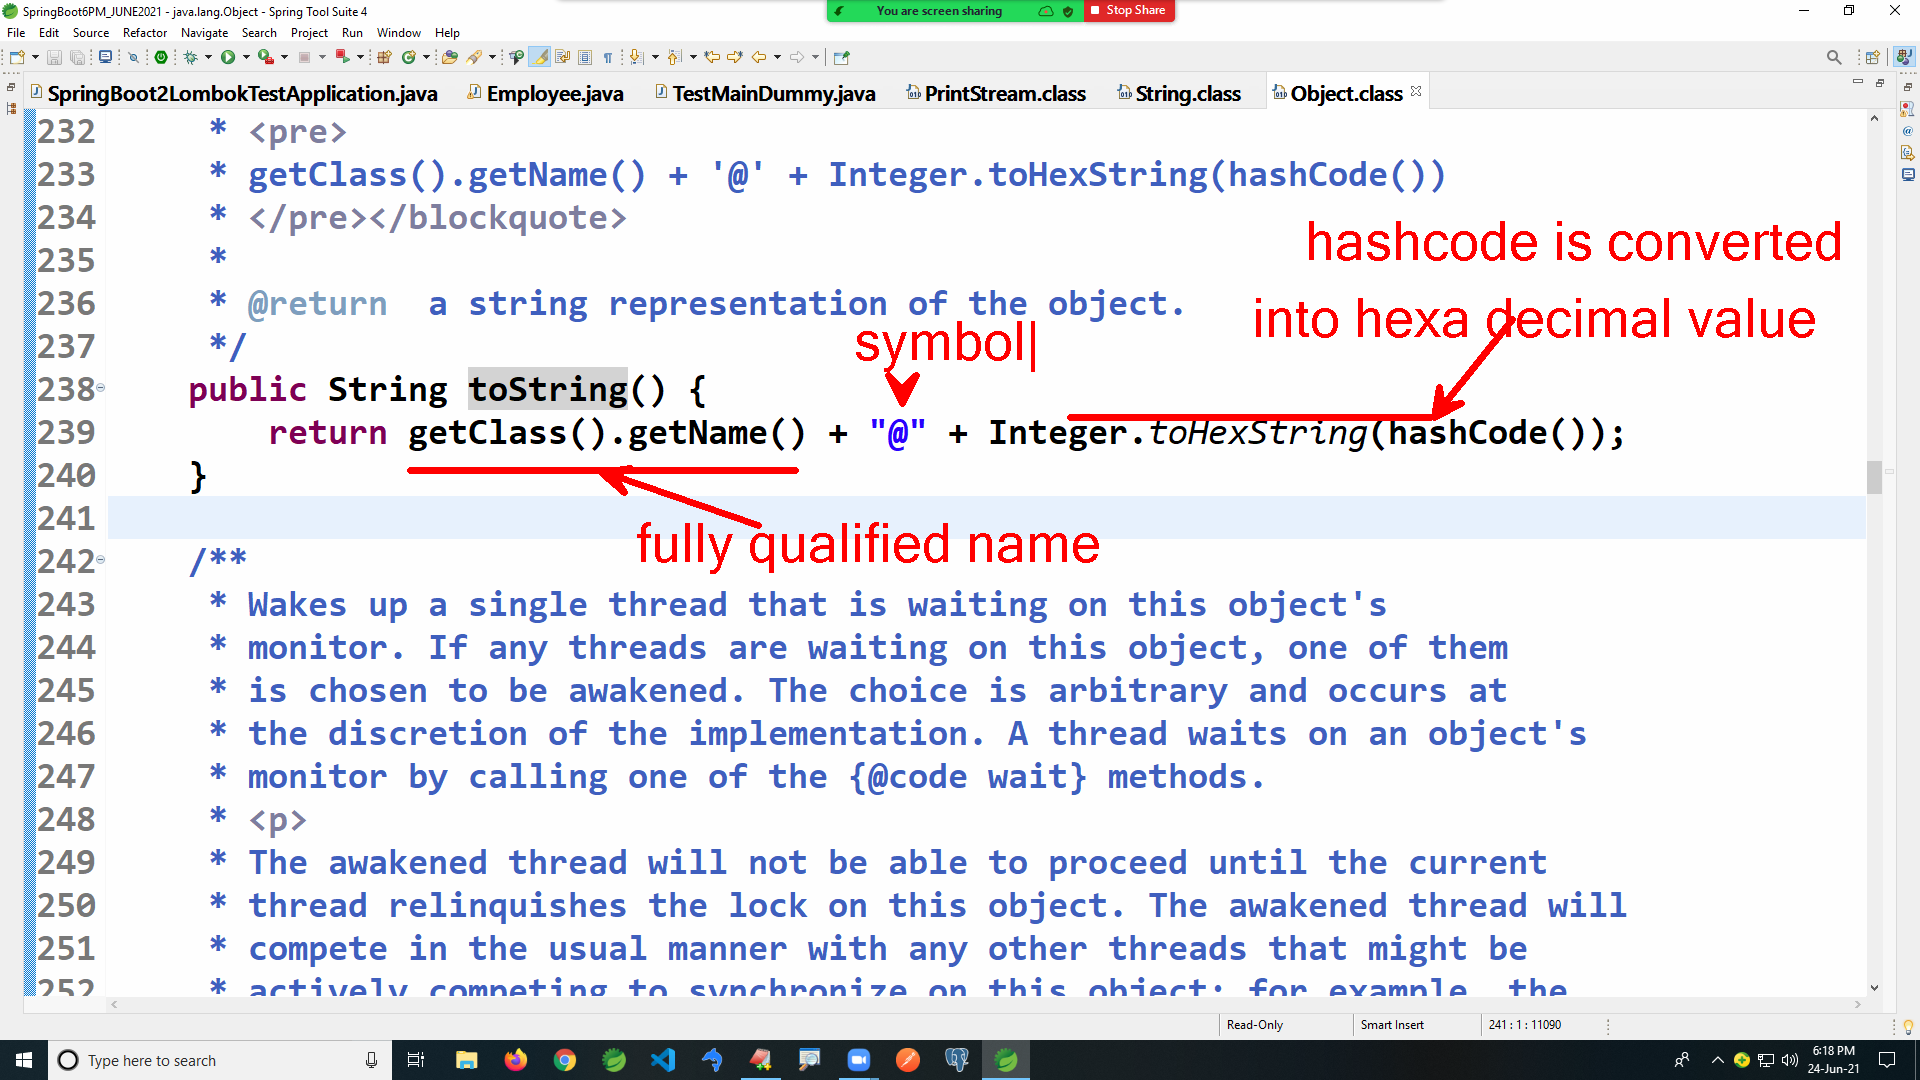 SpringBoot6PM_JUNE2021 - java.lang.Object - Spring Tool Suite 4
You are screen sharing
Stop Share
File Edit Source Refactor Navigate Search Project Run Window Help
SpringBoot2LombokTestApplication.java Employee.java TestMainDummy.java PrintStream.class String.class Object.class
232 * <pre>
233 * getClass().getName() + '@' + Integer.toHexString(hashCode())
234 * </pre></blockquote>
hashcode is converted
235 *
236 * @return  a string representation of the object.
into hexa decimal value
symbol|
237 */
238 public String toString() {
239 return getClass().getName() + "@" + Integer.toHexString(hashCode());
240 }
241
fully qualified name
242 /**
243 * Wakes up a single thread that is waiting on this object's
244 * monitor. If any threads are waiting on this object, one of them
245 * is chosen to be awakened. The choice is arbitrary and occurs at
246 * the discretion of the implementation. A thread waits on an object's
247 * monitor by calling one of the {@code wait} methods.
248 * <p>
249 * The awakened thread will not be able to proceed until the current
250 * thread relinquishes the lock on this object. The awakened thread will
251 * compete in the usual manner with any other threads that might be
252 * actively competing to synchronize on this object; for example, the
Read-Only Smart Insert 241 : 1 : 11090
Type here to search
6:18 PM
24-Jun-21